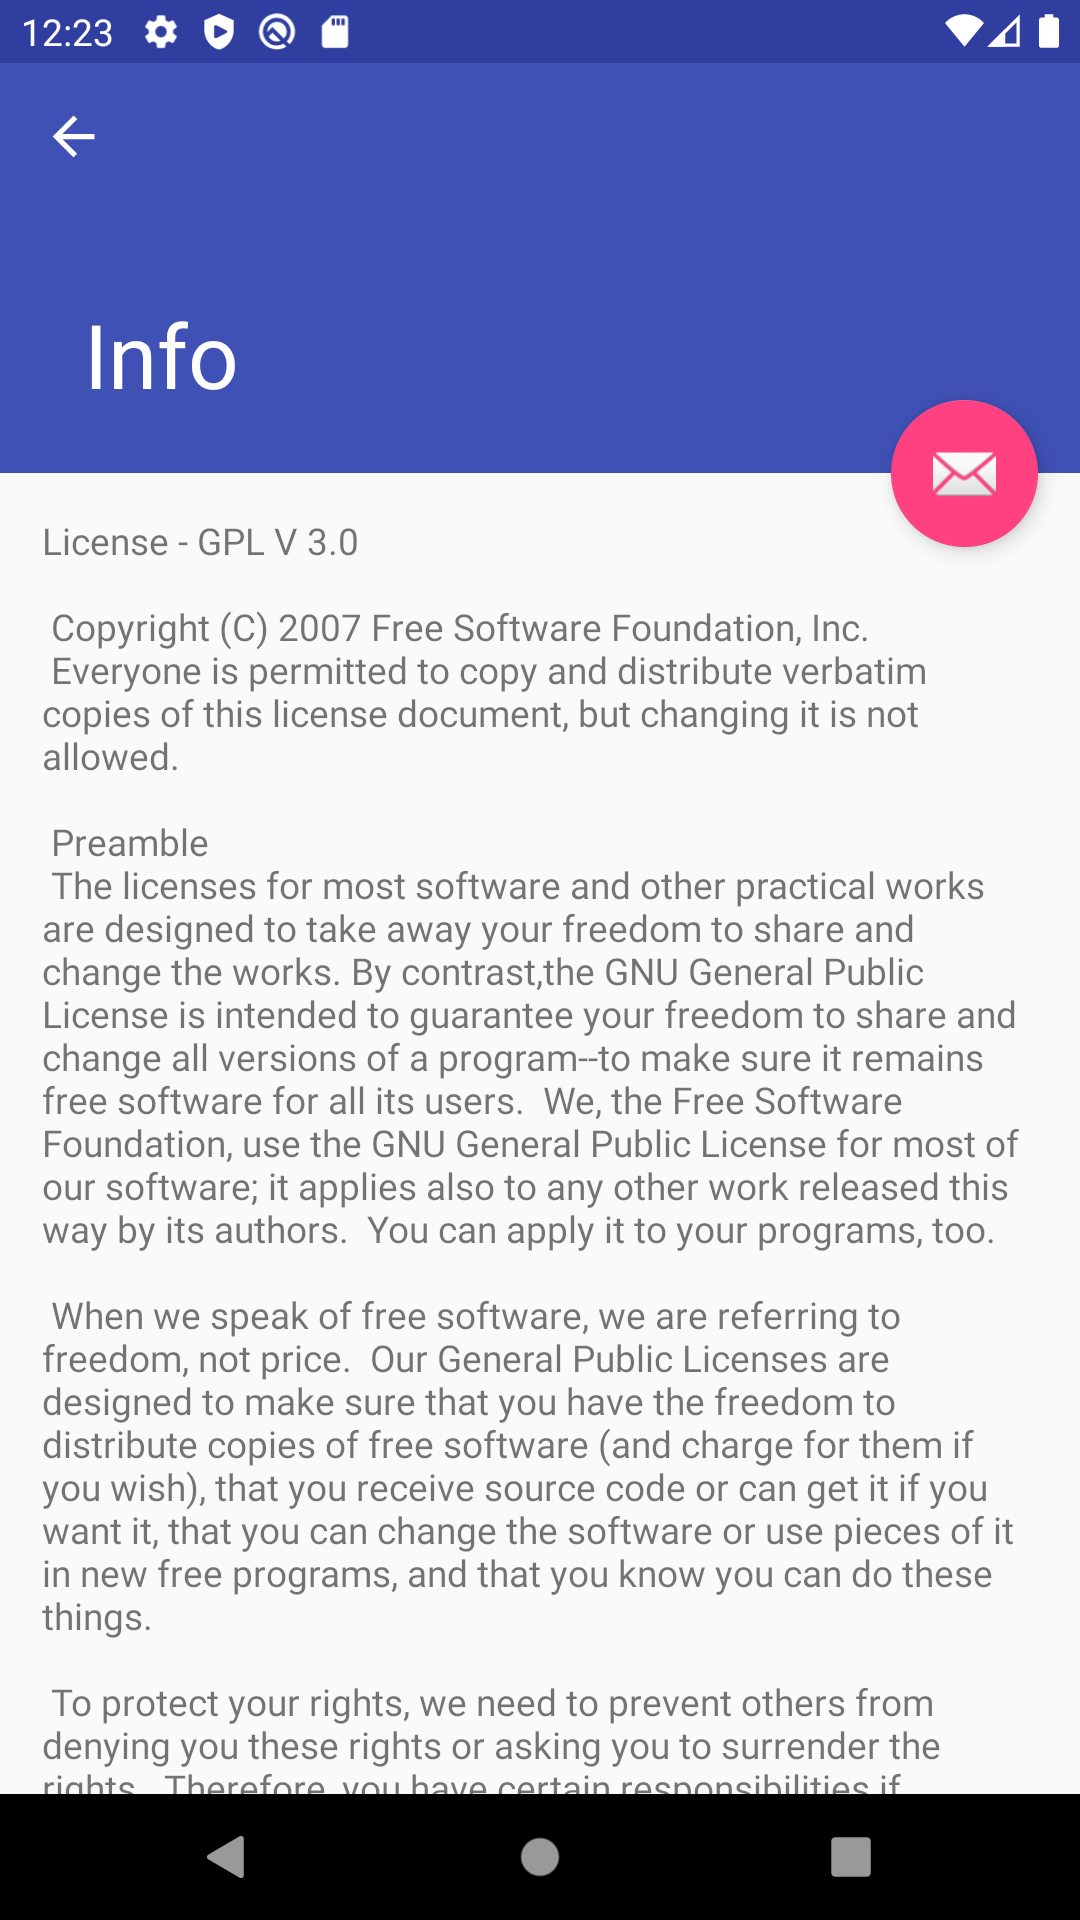 12:23
Info
License - GPL V 3.0
Copyright (C) 2007 Free Software Foundation, Inc.
Everyone is permitted to copy and distribute verbatim
copies of this license document, but changing it is not
allowed.
Preamble
The licenses for most software and other practical works
are designed to take away your freedom to share and
change the works. By contrast,the GNU General Public
License is intended to guarantee your freedom to share and
change all versions of a program--to make sure it remains
free software for all its users.  We, the Free Software
Foundation, use the GNU General Public License for most of
our software; it applies also to any other work released this
way by its authors.  You can apply it to your programs, too.
When we speak of free software, we are referring to
freedom, not price.  Our General Public Licenses are
designed to make sure that you have the freedom to
distribute copies of free software (and charge for them if
you wish), that you receive source code or can get it if you
want it, that you can change the software or use pieces of it
in new free programs, and that you know you can do these
things.
To protect your rights, we need to prevent others from
denying you these rights or asking you to surrender the
rights.  Therefore, you have certain responsibilities if